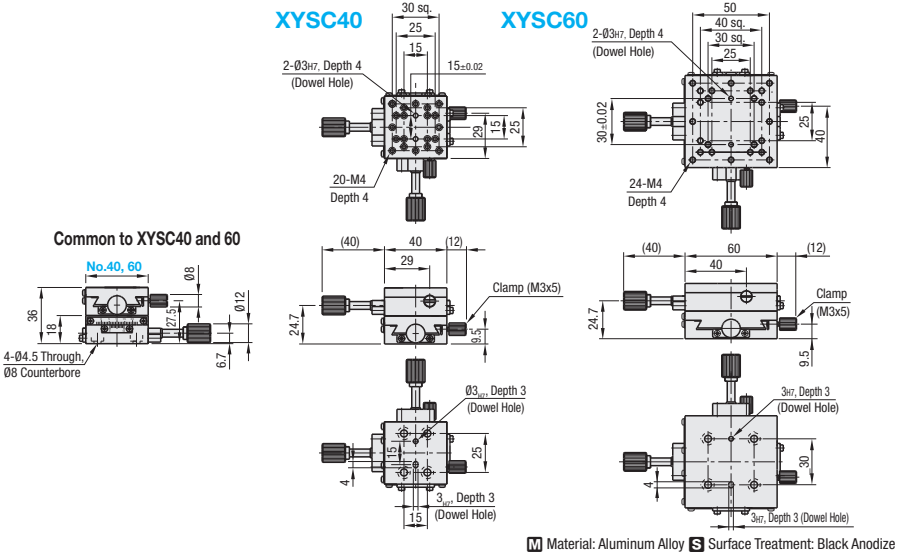 XYSC40
30 sq.
25
15
2-Ø3H7, Depth 4
(Dowel Hole)
15±0.02
15
29
25
20-M4
Depth 4
XYSC60
50
40 sq.
30 sq.
25
2-Ø3H7, Depth 4
(Dowel Hole)
30±0.02
25
40
24-M4
Depth 4
Common to XYSC40 and 60
No.40, 60
Ø8
Ø12
36
18
27.5
6.7
4-Ø4.5 Through,
Ø8 Counterbore
(40)
40
(12)
29
Clamp (M3x5)
24.7
9.5
(40)
60
(12)
40
Clamp
(M3x5)
24.7
9.5
Ø3H7, Depth 3
(Dowel Hole)
15
25
4
3H7, Depth 3
(Dowel Hole)
15
3H7, Depth 3
(Dowel Hole)
30
4
3H7, Depth 3 (Dowel Hole)
M Material: Aluminum Alloy S Surface Treatment: Black Anodize